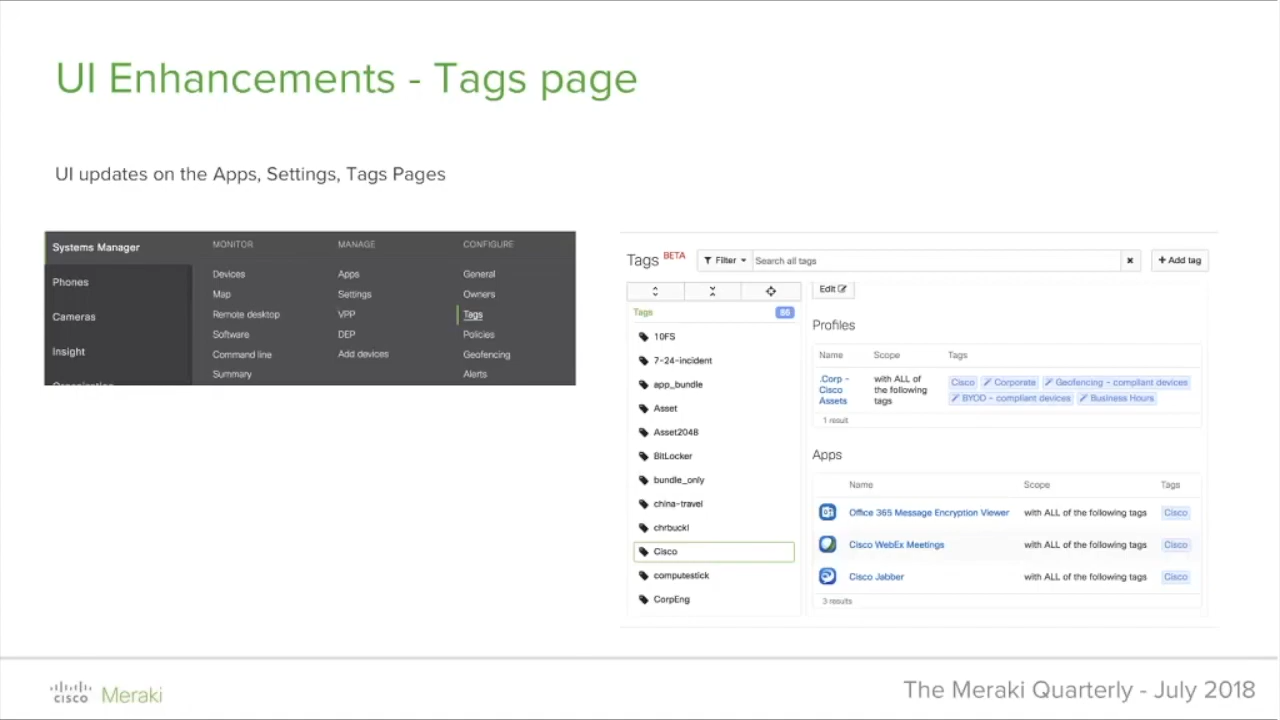 UI Enhancements - Tags page
UI updates on the Apps, Settings, Tags Pages
Systems Manager
Phones
Cameras
Insight
Organization
MONITOR
Devices
Map
Remote desktop
Software
Command line
Summary
MANAGE
Apps
Settings
VPP
DEP
Add devices
CONFIGURE
General
Owners
Tags
Policies
Geofencing
Alerts
Tags BETA
Filter
Search all tags
+ Add tag
Tags 86
10FS
7-24-incident
app_bundle
Asset
Asset2048
BitLocker
bundle_only
china-travel
chrbuckl
Cisco
computestick
CorpEng
Edit
Profiles
Name Scope Tags
.Corp -
Cisco
Assets
with ALL of
the following
tags
Cisco Corporate Geofencing - compliant devices
BYOD - compliant devices Business Hours
1 result
Apps
Name Scope Tags
Office 365 Message Encryption Viewer with ALL of the following tags Cisco
Cisco WebEx Meetings with ALL of the following tags Cisco
Cisco Jabber with ALL of the following tags Cisco
3 results
cisco Meraki
The Meraki Quarterly - July 2018